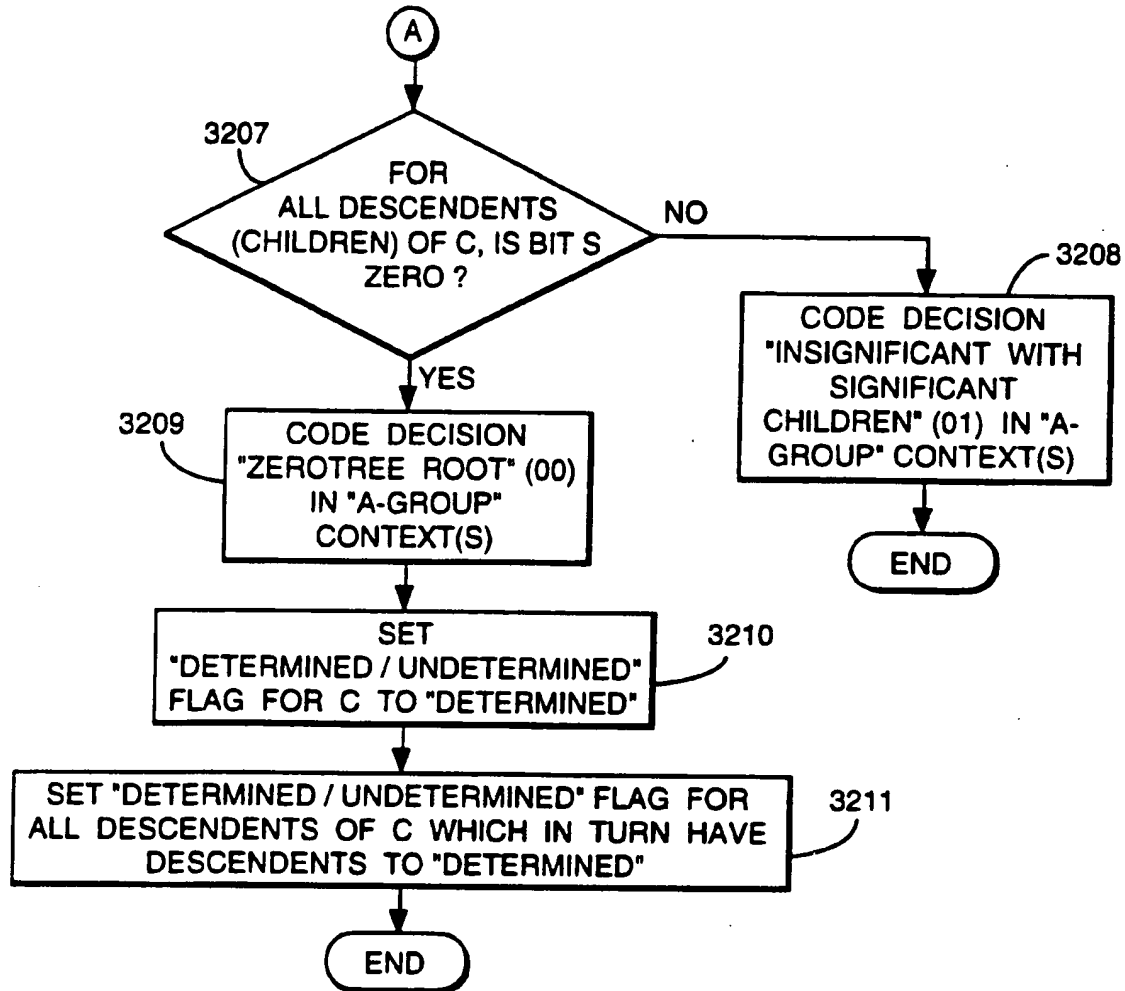 A
3207
FOR
ALL DESCENDENTS
(CHILDREN) OF C, IS BIT S
ZERO ?
NO
YES
3208
CODE DECISION
"INSIGNIFICANT WITH
SIGNIFICANT
CHILDREN" (01) IN "A-
GROUP" CONTEXT(S)
END
3209
CODE DECISION
"ZEROTREE ROOT" (00)
IN "A-GROUP"
CONTEXT(S)
SET
"DETERMINED / UNDETERMINED"
FLAG FOR C TO "DETERMINED"
3210
SET "DETERMINED / UNDETERMINED" FLAG FOR
ALL DESCENDENTS OF C WHICH IN TURN HAVE
DESCENDENTS TO "DETERMINED"
3211
END